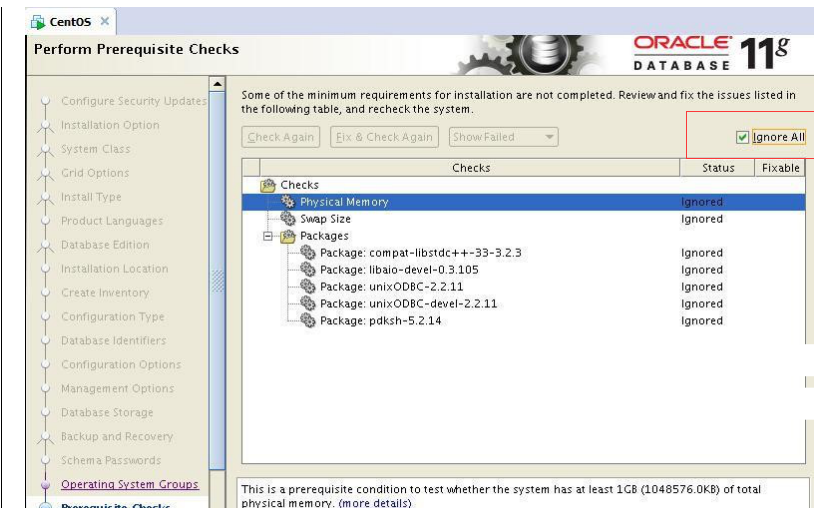 CentOS ×
Perform Prerequisite Checks
ORACLE
DATABASE
11g
Configure Security Updates
Installation Option
System Class
Grid Options
Install Type
Product Languages
Database Edition
Installation Location
Create Inventory
Configuration Type
Database Identifiers
Configuration Options
Management Options
Database Storage
Backup and Recovery
Schema Passwords
Operating System Groups
Prerequisite Checks
Some of the minimum requirements for installation are not completed. Review and fix the issues listed in
the following table, and recheck the system.
Check Again Fix & Check Again Show Failed Ignore All
Checks Status Fixable
Checks
Physical Memory Ignored
Swap Size Ignored
Packages
Package: compat-libstdc++-33-3.2.3 Ignored
Package: libaio-devel-0.3.105 Ignored
Package: unixODBC-2.2.11 Ignored
Package: unixODBC-devel-2.2.11 Ignored
Package: pdksh-5.2.14 Ignored
This is a prerequisite condition to test whether the system has at least 1GB (1048576.0KB) of total
physical memory. (more details)